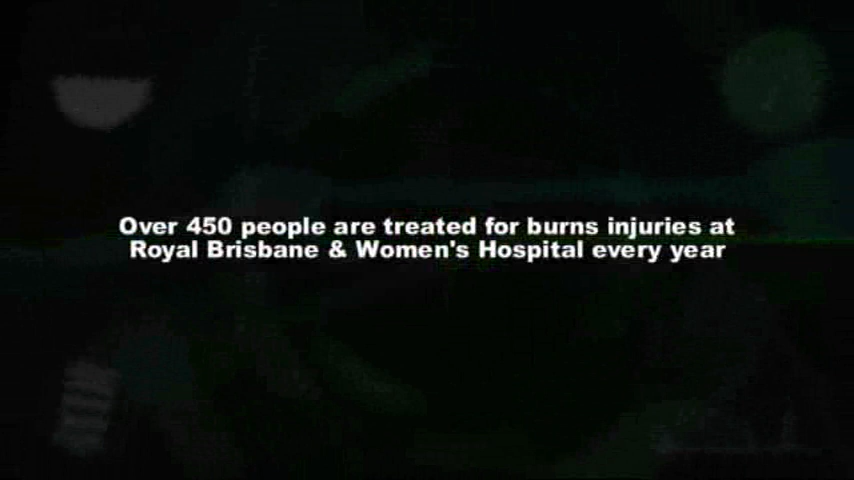 Over 450 people are treated for burns injuries at
Royal Brisbane & Women's Hospital every year